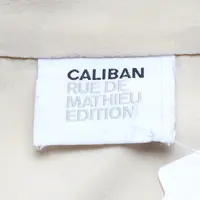 CALIBAN
RUE DE
MATHIEU
EDITION